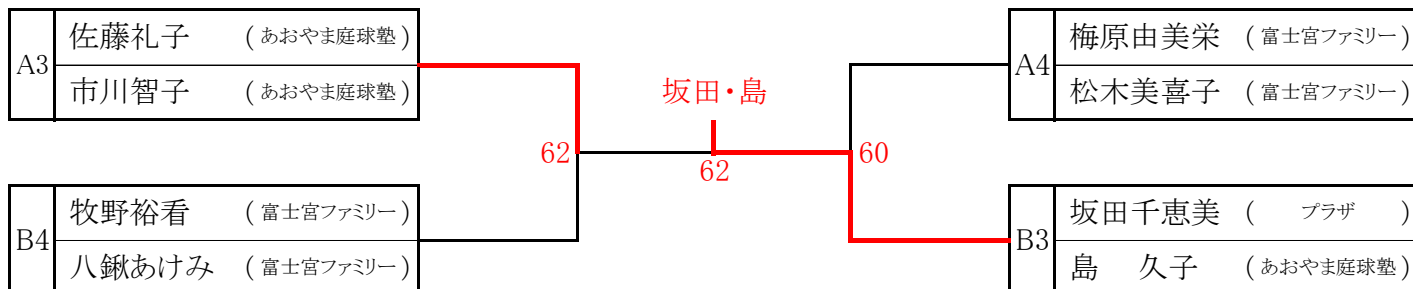 A3 佐藤礼子 (あおやま庭球塾)
市川智子 (あおやま庭球塾)
A4 梅原由美栄 (富士宮ファミリー)
松木美喜子 (富士宮ファミリー)
坂田・島
62
62
60
B4 牧野裕看 (富士宮ファミリー)
八鍬あけみ (富士宮ファミリー)
B3 坂田千恵美 (プラザ)
島 久子 (あおやま庭球塾)